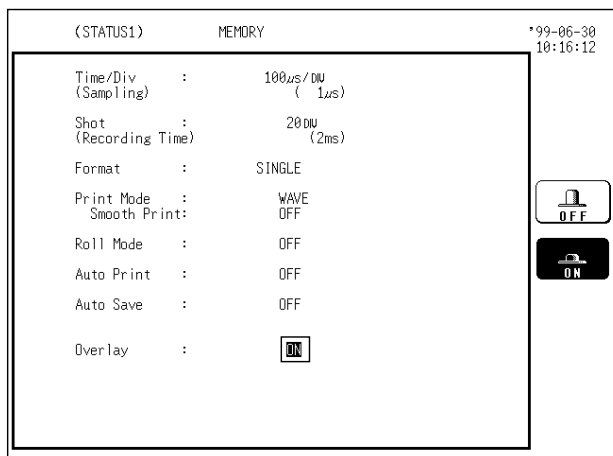 (STATUS1) MEMORY '99-06-30
10:16:12
Time/Div : 100µs/DIV
(Sampling) ( 1µs)
Shot : 20DIV
(Recording Time) (2ms)
Format : SINGLE
Print Mode : WAVE
Smooth Print: OFF
OFF
Roll Mode : OFF
ON
Auto Print : OFF
Auto Save : OFF
Overlay : ON